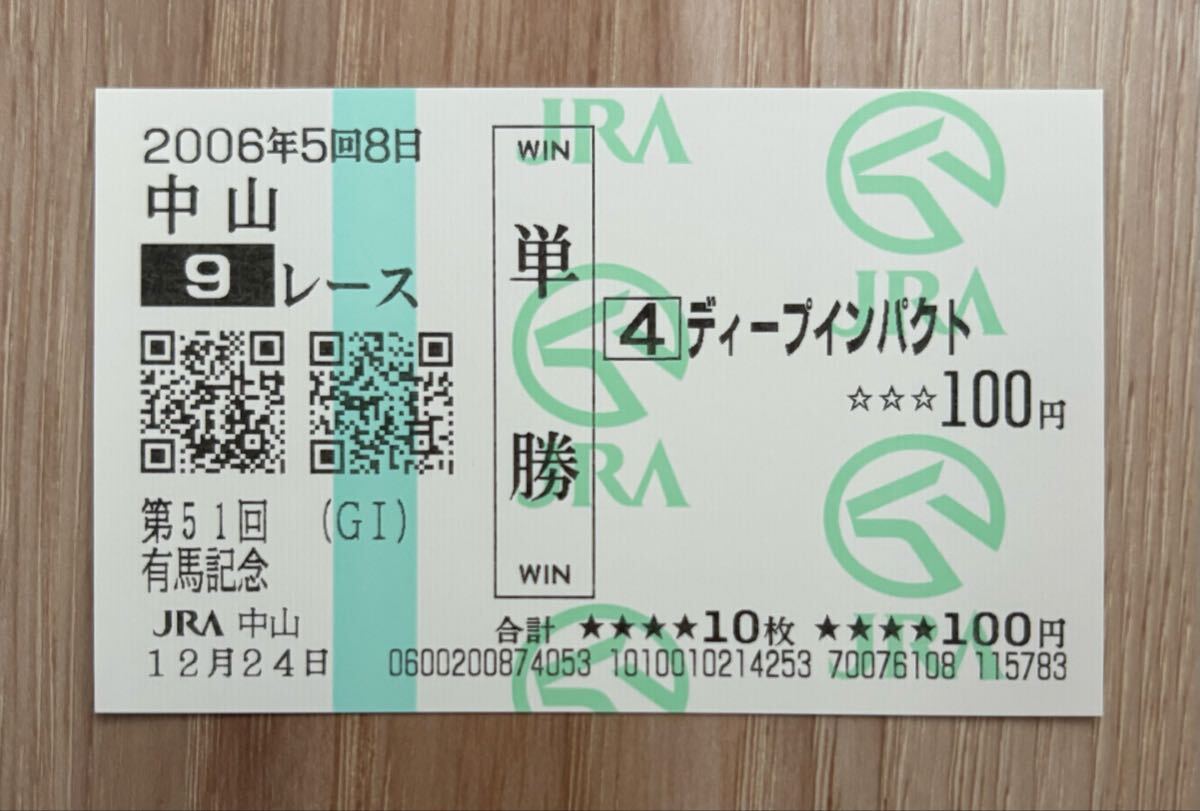 2006年5回8日
中山
9レース
第51回 (GI)
有馬記念
JRA 中山
12月24日
WIN
単勝
WIN
4 ディープインパクト
☆☆☆100円
合計 ★★★★10枚 ★★★★100円
0600200874053 1010010214253 70076108 115783
JRA
JRA
JRA
JRA